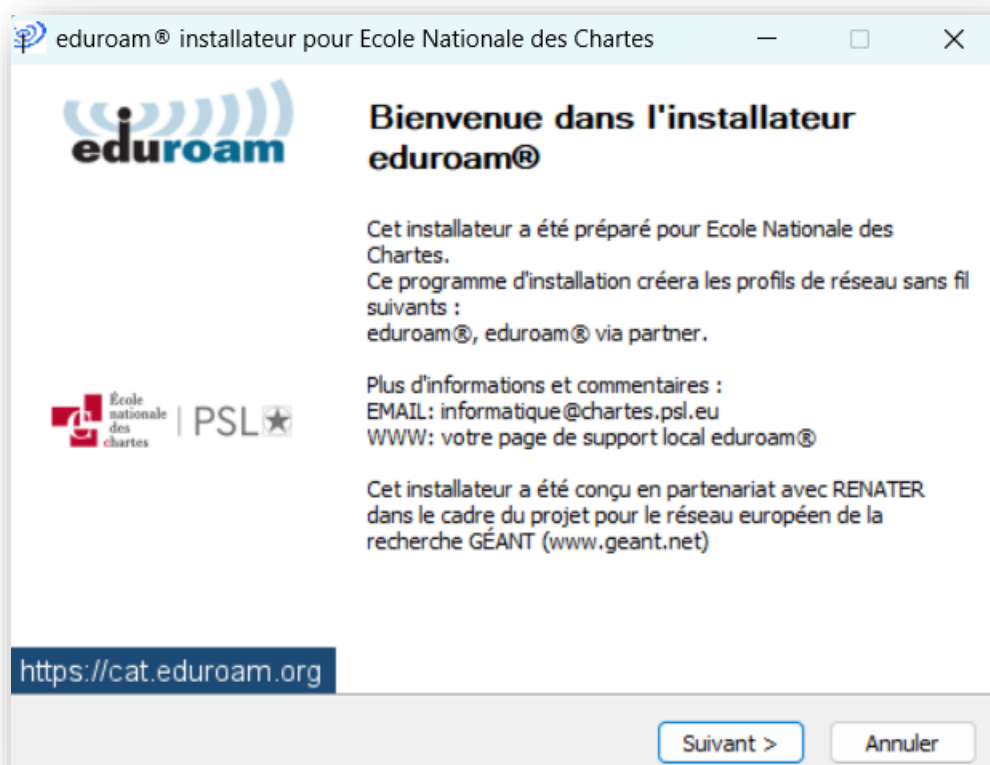 eduroam® installateur pour Ecole Nationale des Chartes
eduroam
Bienvenue dans l'installateur
eduroam®
Cet installateur a été préparé pour Ecole Nationale des
Chartes.
Ce programme d'installation créera les profils de réseau sans fil
suivants :
eduroam®, eduroam® via partner.
École
nationale
des
chartes
PSL
Plus d'informations et commentaires :
EMAIL: informatique@chartes.psl.eu
WWW: votre page de support local eduroam®
Cet installateur a été conçu en partenariat avec RENATER
dans le cadre du projet pour le réseau européen de la
recherche GÉANT (www.geant.net)
https://cat.eduroam.org
Suivant >
Annuler